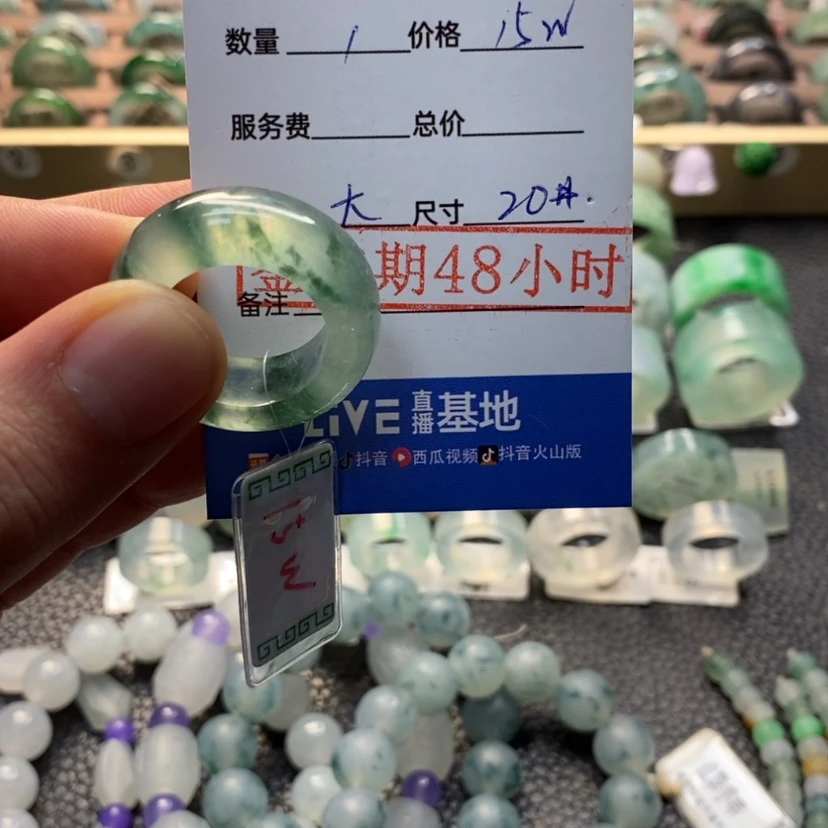 数量 1 价格 15W
服务费 总价
大 尺寸 20#.
期48小时
备注
LIVE 直播基地
抖音 西瓜视频 抖音火山版
15W